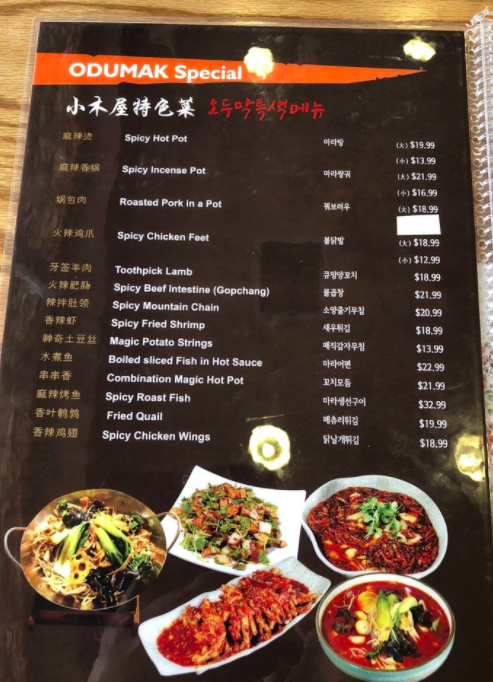 ODUMAK Special
小木屋特色菜 오두막특색메뉴
麻辣烫 Spicy Hot Pot 마라탕 (大) $19.99
(小) $13.99
麻辣香锅 Spicy Incense Pot 마라썅궈 (大) $21.99
(小) $16.99
锅包肉 Roasted Pork in a Pot 꿔보러우 (大) $18.99
火辣鸡爪 Spicy Chicken Feet 불닭발 (大) $18.99
(小) $12.99
牙签羊肉 Toothpick Lamb 큐밍양꼬치 $18.99
火辣肥肠 Spicy Beef Intestine (Gopchang) 불곱창 $21.99
辣拌肚领 Spicy Mountain Chain 소양줄기무침 $20.99
香辣虾 Spicy Fried Shrimp 새우튀김 $18.99
神奇土豆丝 Magic Potato Strings 매직감자무침 $13.99
水煮鱼 Boiled sliced Fish in Hot Sauce 마라어편 $22.99
串串香 Combination Magic Hot Pot 꼬치모듬 $21.99
麻辣烤鱼 Spicy Roast Fish 마라생선구이 $32.99
香叶鹌鹑 Fried Quail 메츄리튀김 $19.99
香辣鸡翅 Spicy Chicken Wings 닭날개튀김 $18.99